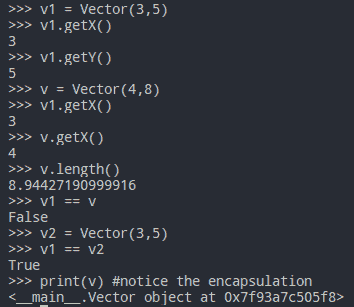 >>> v1 = Vector(3,5)
>>> v1.getX()
3
>>> v1.getY()
5
>>> v = Vector(4,8)
>>> v1.getX()
3
>>> v.getX()
4
>>> v.length()
8.94427190999916
>>> v1 == v
False
>>> v2 = Vector(3,5)
>>> v1 == v2
True
>>> print(v) #notice the encapsulation
<__main__.Vector object at 0x7f93a7c505f8>